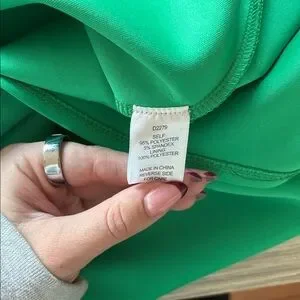 D2279
SELF:
95% POLYESTER
5% SPANDEX
LINING:
100% POLYESTER
MADE IN CHINA
REVERSE SIDE
FOR CARE